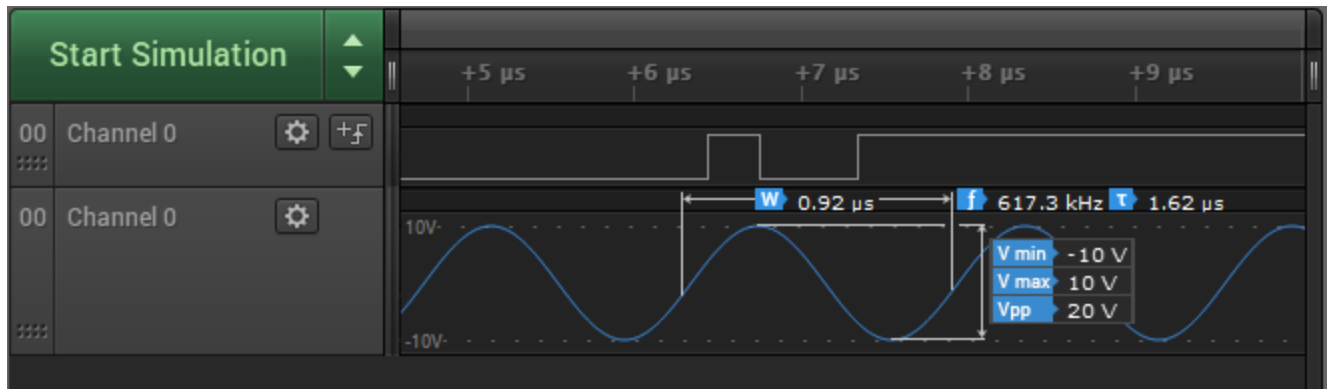 Start Simulation
+5 µs +6 µs +7 µs +8 µs +9 µs
00 Channel 0
W 0.92 µs f 617.3 kHz τ 1.62 µs
00 Channel 0
10V
V min -10 V
V max 10 V
Vpp 20 V
-10V